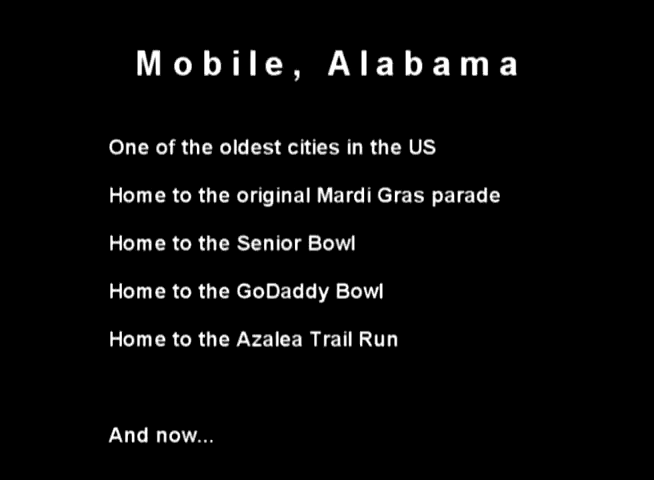 Mobile, Alabama
One of the oldest cities in the US
Home to the original Mardi Gras parade
Home to the Senior Bowl
Home to the GoDaddy Bowl
Home to the Azalea Trail Run
And now...